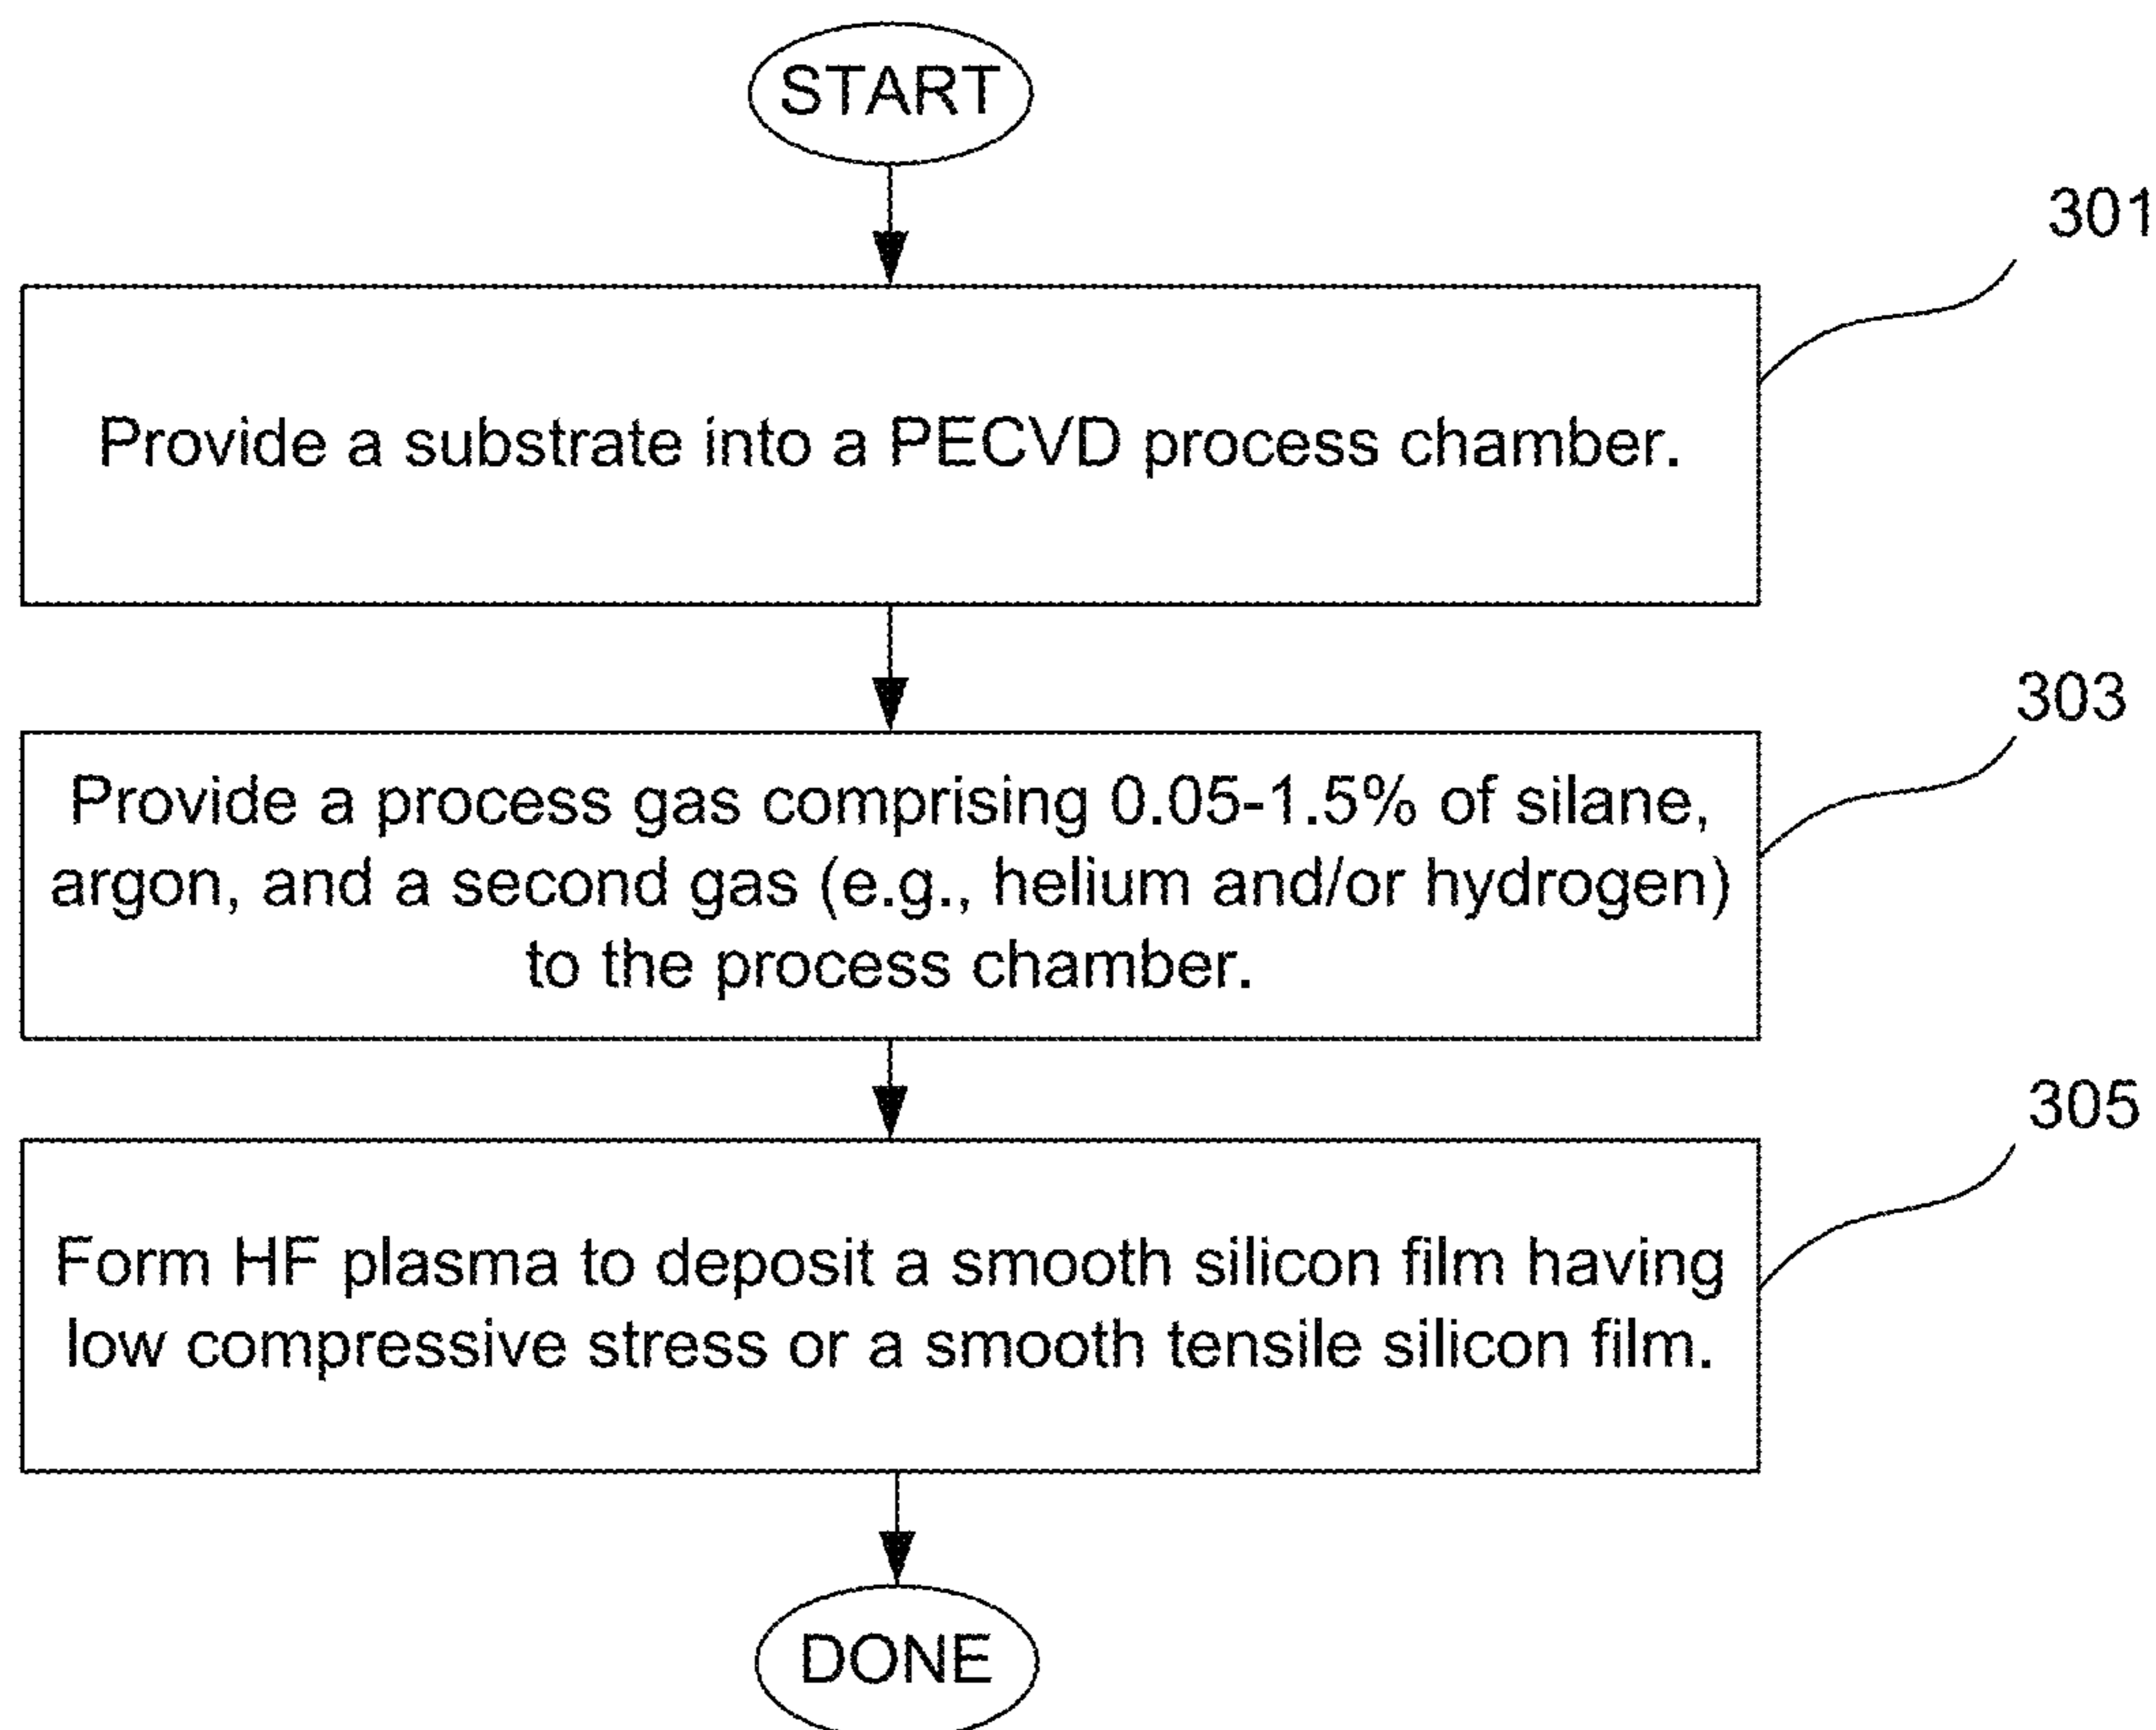 START
301
Provide a substrate into a PECVD process chamber.
303
Provide a process gas comprising 0.05-1.5% of silane,
argon, and a second gas (e.g., helium and/or hydrogen)
to the process chamber.
305
Form HF plasma to deposit a smooth silicon film having
low compressive stress or a smooth tensile silicon film.
DONE